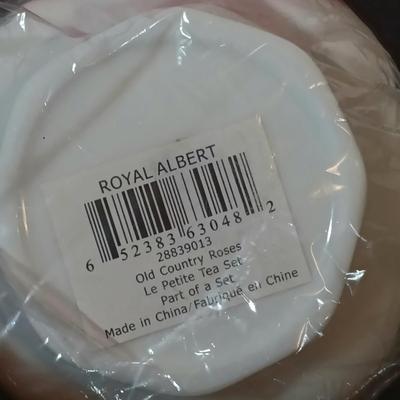 ROYAL ALBERT
6 52383 63048 2
28839013
Old Country Roses
Le Petite Tea Set
Part of a Set
Made in China/Fabriqué en Chine